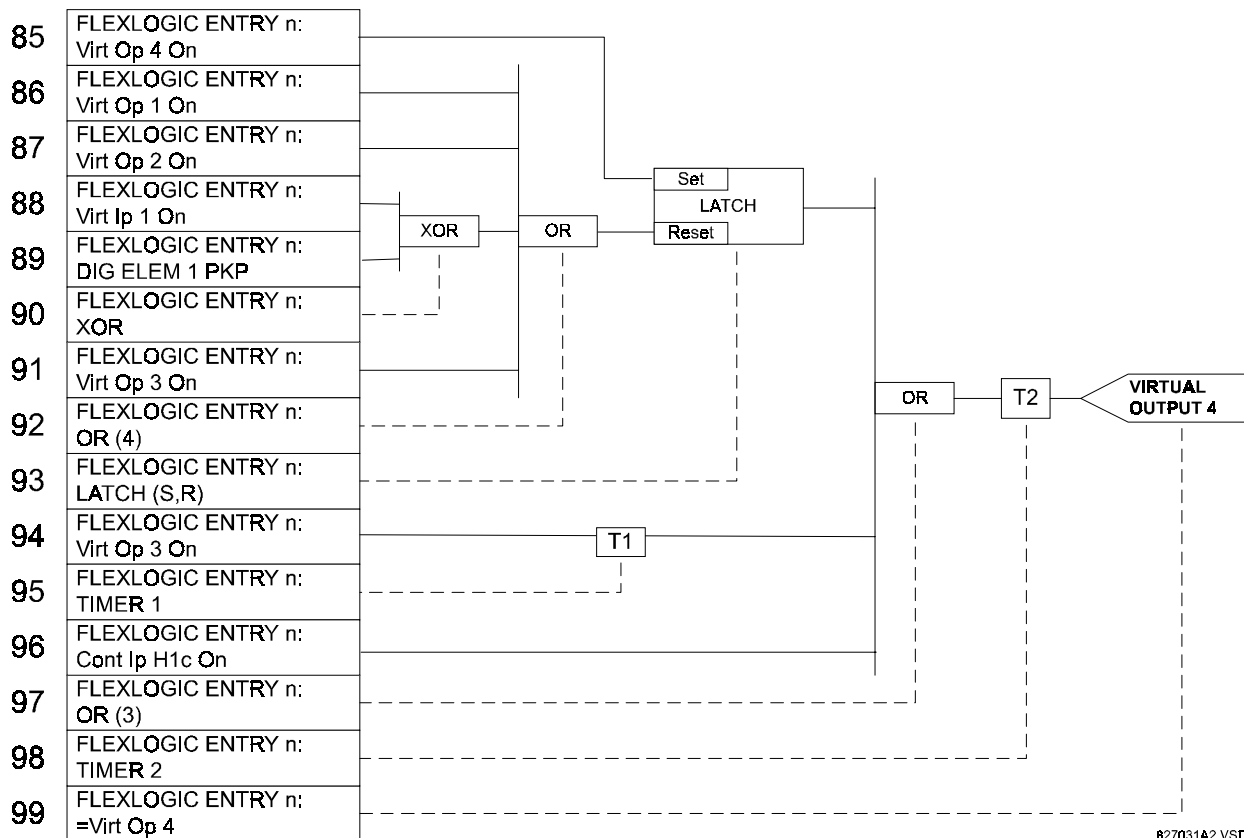 85
FLEXLOGIC ENTRY n:
Virt Op 4 On
86
FLEXLOGIC ENTRY n:
Virt Op 1 On
87
FLEXLOGIC ENTRY n:
Virt Op 2 On
88
FLEXLOGIC ENTRY n:
Virt Ip 1 On
89
FLEXLOGIC ENTRY n:
DIG ELEM 1 PKP
90
FLEXLOGIC ENTRY n:
XOR
91
FLEXLOGIC ENTRY n:
Virt Op 3 On
92
FLEXLOGIC ENTRY n:
OR (4)
93
FLEXLOGIC ENTRY n:
LATCH (S,R)
94
FLEXLOGIC ENTRY n:
Virt Op 3 On
95
FLEXLOGIC ENTRY n:
TIMER 1
96
FLEXLOGIC ENTRY n:
Cont Ip H1c On
97
FLEXLOGIC ENTRY n:
OR (3)
98
FLEXLOGIC ENTRY n:
TIMER 2
99
FLEXLOGIC ENTRY n:
=Virt Op 4
XOR
OR
Set
LATCH
Reset
T1
OR
T2
VIRTUAL
OUTPUT 4
827031A2.VSD